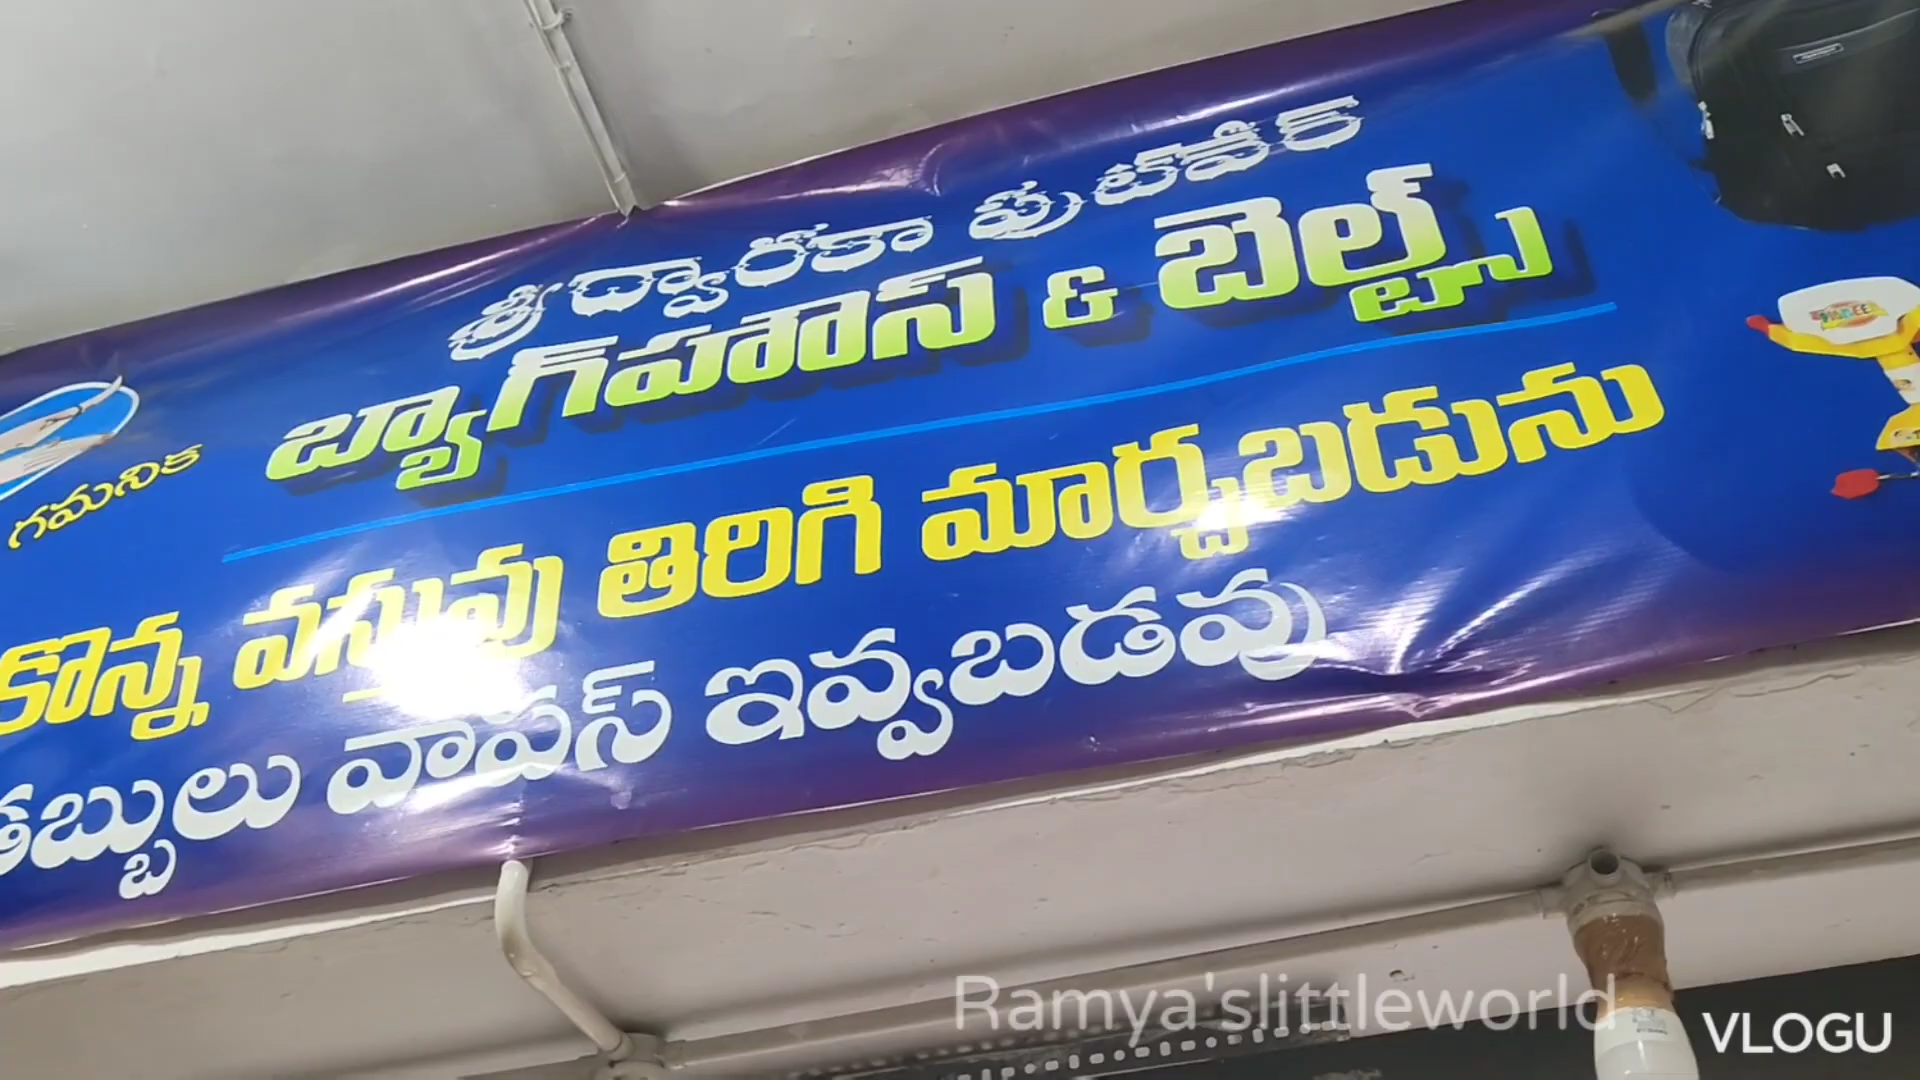 శ్రీ ద్వారకా ఫుట్‌వేర్
బ్యాగ్‌హౌస్ & బెల్ట్స్
గమనిక
కొన్న వస్తువు తిరిగి మార్చబడును
డబ్బులు వాపస్ ఇవ్వబడవు
Ramya'slittleworld
VLOGU